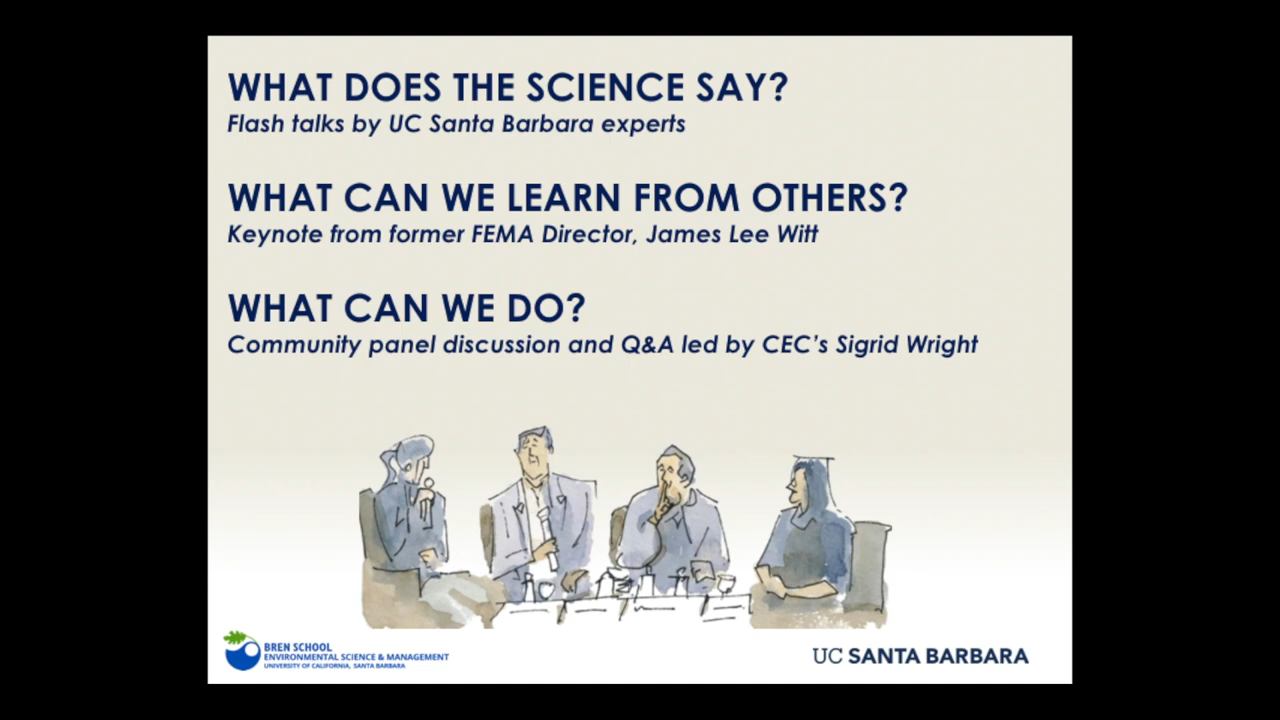 WHAT DOES THE SCIENCE SAY?
Flash talks by UC Santa Barbara experts
WHAT CAN WE LEARN FROM OTHERS?
Keynote from former FEMA Director, James Lee Witt
WHAT CAN WE DO?
Community panel discussion and Q&A led by CEC’s Sigrid Wright
BREN SCHOOL
ENVIRONMENTAL SCIENCE & MANAGEMENT
UNIVERSITY OF CALIFORNIA, SANTA BARBARA
UC SANTA BARBARA